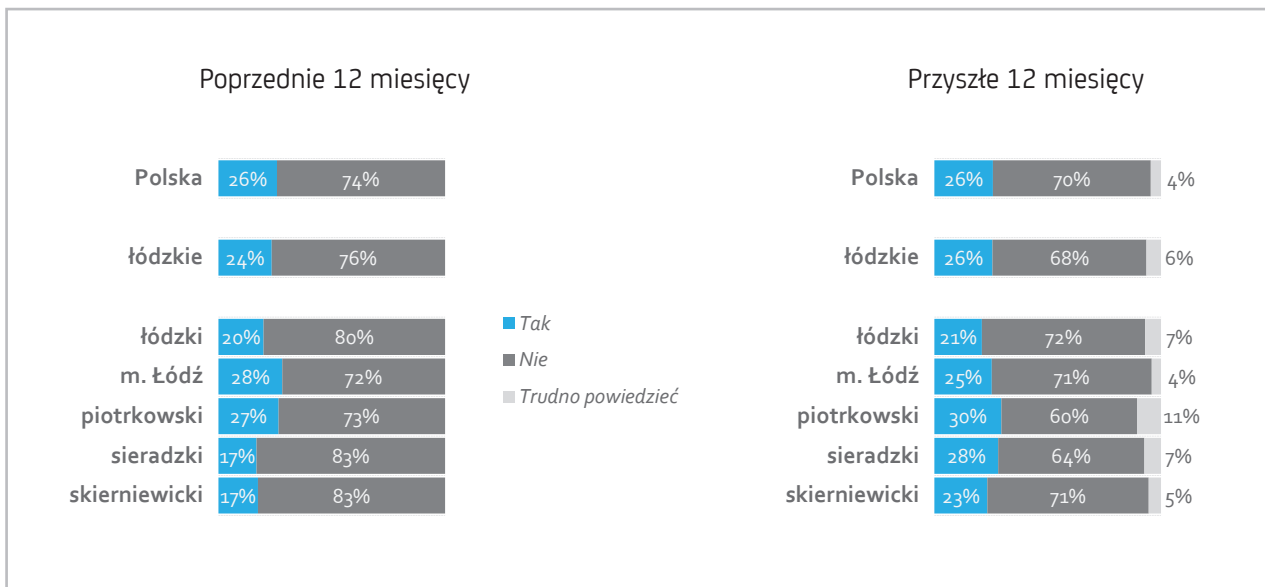 Poprzednie 12 miesięcy
Polska 26% 74%
łódzkie 24% 76%
łódzki 20% 80%
m. Łódź 28% 72%
piotrkowski 27% 73%
sieradzki 17% 83%
skierniewicki 17% 83%
Tak
Nie
Trudno powiedzieć
Przyszłe 12 miesięcy
Polska 26% 70% 4%
łódzkie 26% 68% 6%
łódzki 21% 72% 7%
m. Łódź 25% 71% 4%
piotrkowski 30% 60% 11%
sieradzki 28% 64% 7%
skierniewicki 23% 71% 5%